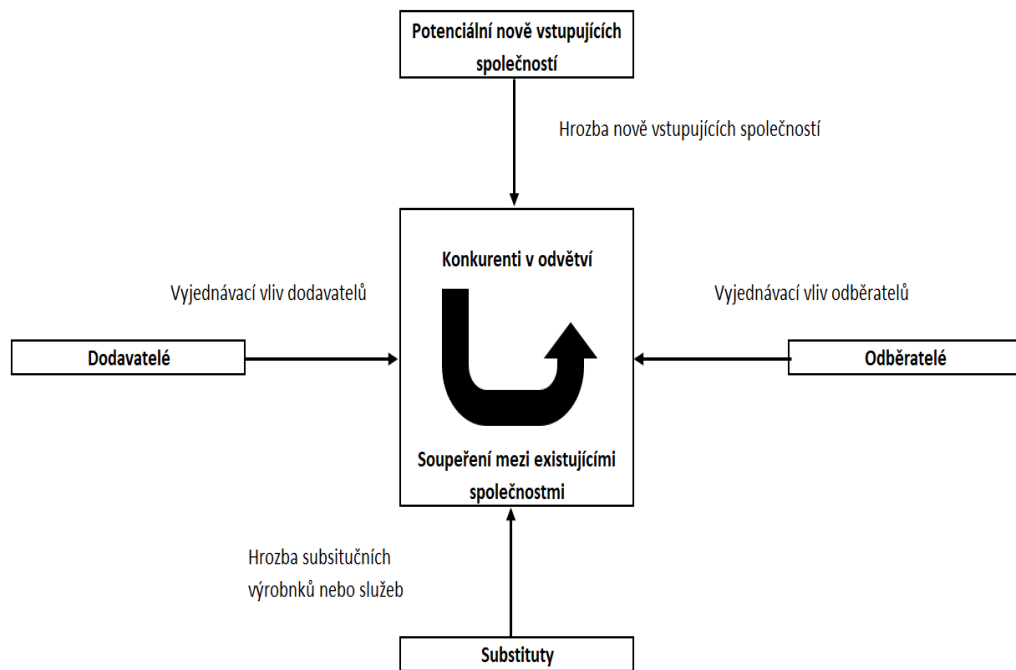 Potenciální nově vstupujících
společností
Hrozba nově vstupujících společností
Konkurenti v odvětví
Vyjednávací vliv dodavatelů
Vyjednávací vliv odběratelů
Dodavatelé
Odběratelé
Soupeření mezi existujícími
společnostmi
Hrozba subsitučních
výrobnků nebo služeb
Substituty